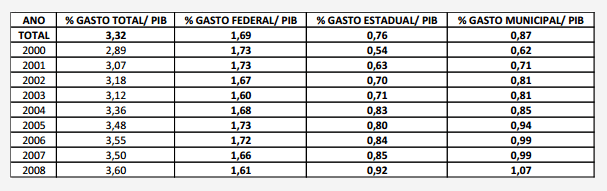 ANO % GASTO TOTAL/ PIB % GASTO FEDERAL/ PIB % GASTO ESTADUAL/ PIB % GASTO MUNICIPAL/ PIB
TOTAL 3,32 1,69 0,76 0,87
2000 2,89 1,73 0,54 0,62
2001 3,07 1,73 0,63 0,71
2002 3,18 1,67 0,70 0,81
2003 3,12 1,60 0,71 0,81
2004 3,36 1,68 0,83 0,85
2005 3,48 1,73 0,80 0,94
2006 3,55 1,72 0,84 0,99
2007 3,50 1,66 0,85 0,99
2008 3,60 1,61 0,92 1,07